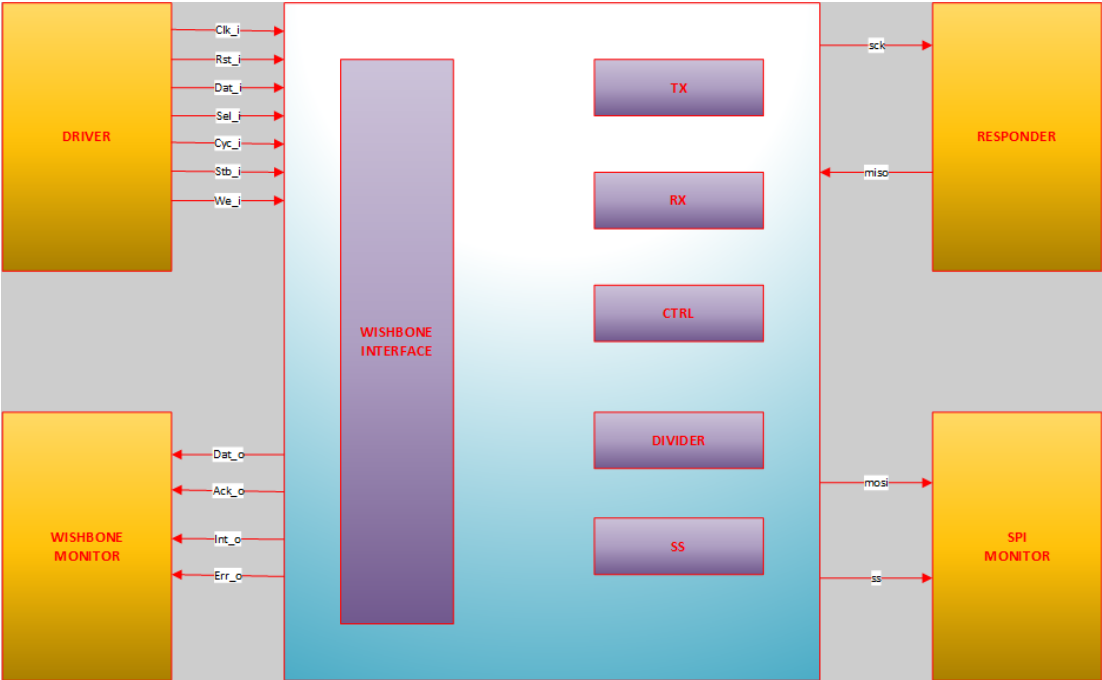 DRIVER
Clk_i
Rst_i
Dat_i
Sel_i
Cyc_i
Stb_i
We_i
WISHBONE
MONITOR
Dat_o
Ack_o
Int_o
Err_o
WISHBONE
INTERFACE
TX
RX
CTRL
DIVIDER
SS
sck
miso
RESPONDER
mosi
ss
SPI
MONITOR